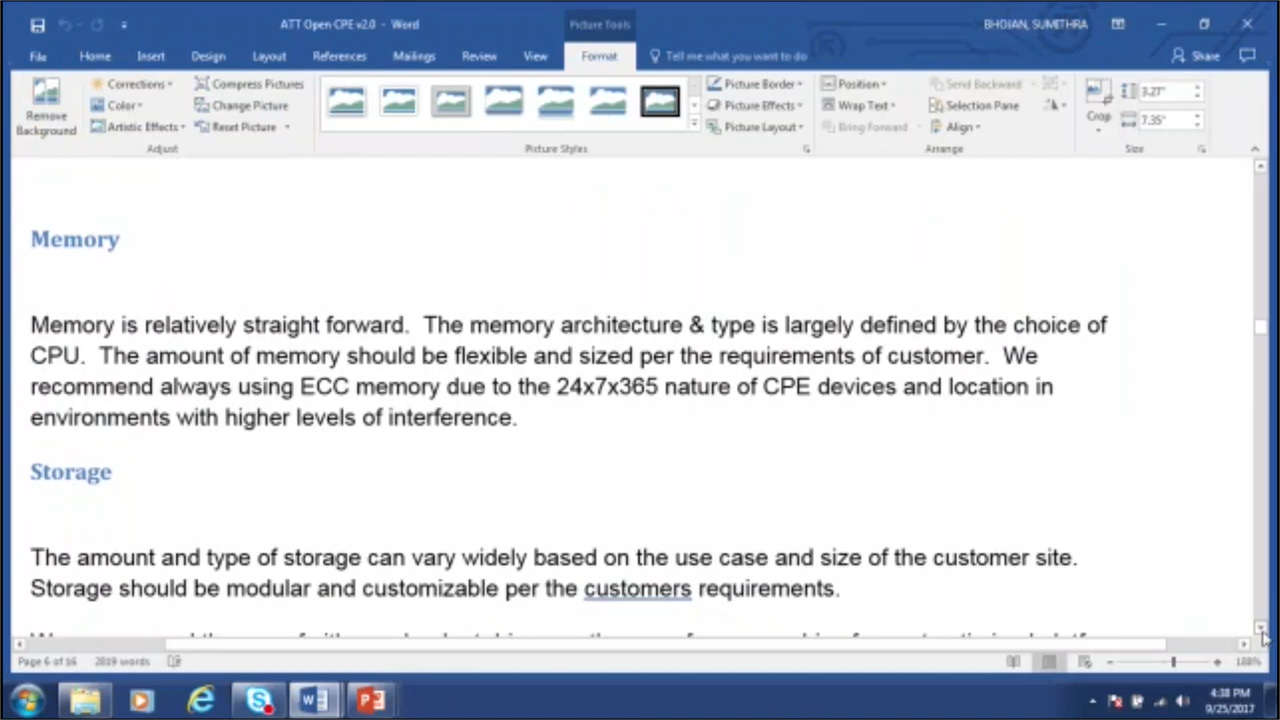 ATT Open CPE v2.0 - Word
Picture Tools
BHOJAN, SUMITHRA
File Home Insert Design Layout References Mailings Review View Format Tell me what you want to do Share
Remove Background
Corrections
Color
Artistic Effects
Compress Pictures
Change Picture
Reset Picture
Adjust
Picture Styles
Picture Border
Picture Effects
Picture Layout
Position
Wrap Text
Bring Forward
Send Backward
Selection Pane
Align
Arrange
Crop
3.27"
7.35"
Size
Memory
Memory is relatively straight forward. The memory architecture & type is largely defined by the choice of
CPU. The amount of memory should be flexible and sized per the requirements of customer. We
recommend always using ECC memory due to the 24x7x365 nature of CPE devices and location in
environments with higher levels of interference.
Storage
The amount and type of storage can vary widely based on the use case and size of the customer site.
Storage should be modular and customizable per the customers requirements.
Page 6 of 16 2819 words
188%
4:38 PM
9/25/2017